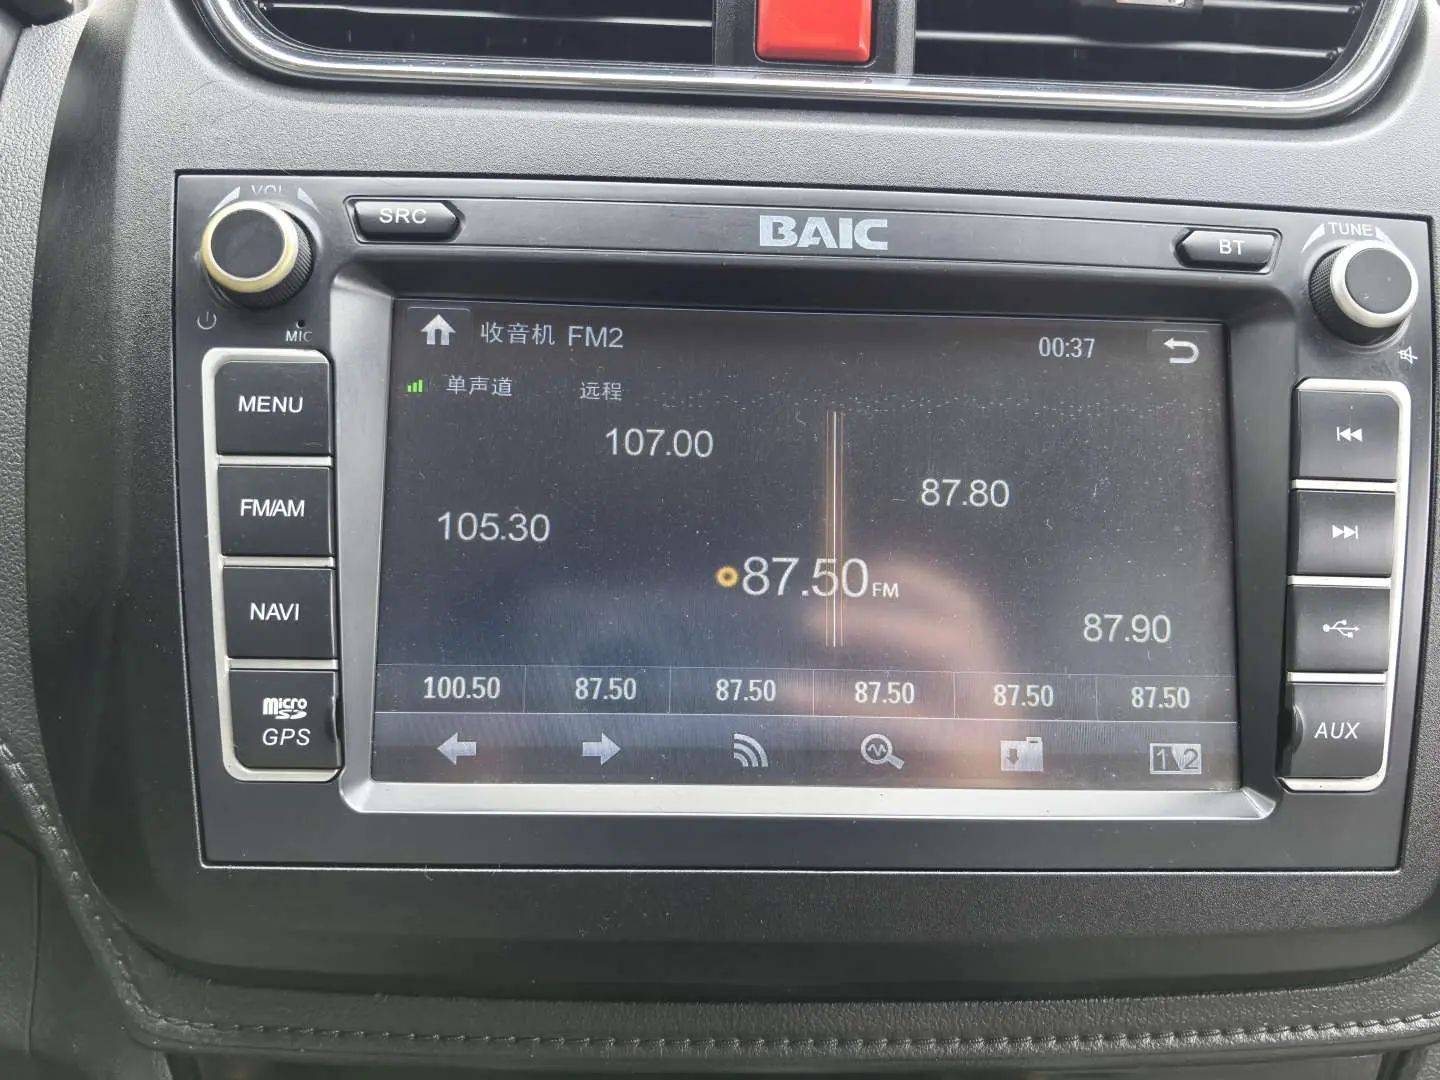 VOL
SRC
BAIC
BT
TUNE
MIC
收音机 FM2
00:37
单声道 远程
MENU
FM/AM
NAVI
micro
SD
GPS
107.00
87.80
105.30
87.50 FM
87.90
100.50 87.50 87.50 87.50 87.50 87.50
1\2
AUX